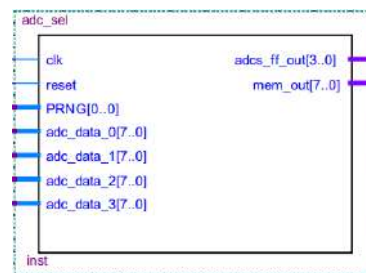 adc_sel
clk
adcs_ff_out[3..0]
reset
mem_out[7..0]
PRNG[0..0]
adc_data_0[7..0]
adc_data_1[7..0]
adc_data_2[7..0]
adc_data_3[7..0]
inst